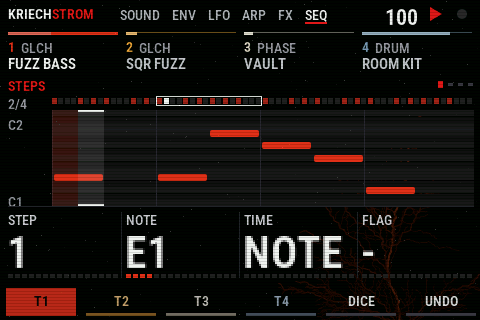 KRIECHSTROM SOUND ENV LFO ARP FX SEQ 100
1 GLCH 2 GLCH 3 PHASE 4 DRUM
FUZZ BASS SQR FUZZ VAULT ROOM KIT
STEPS
2/4
C2
C1
STEP NOTE TIME FLAG
1 E1 NOTE -
T1 T2 T3 T4 DICE UNDO